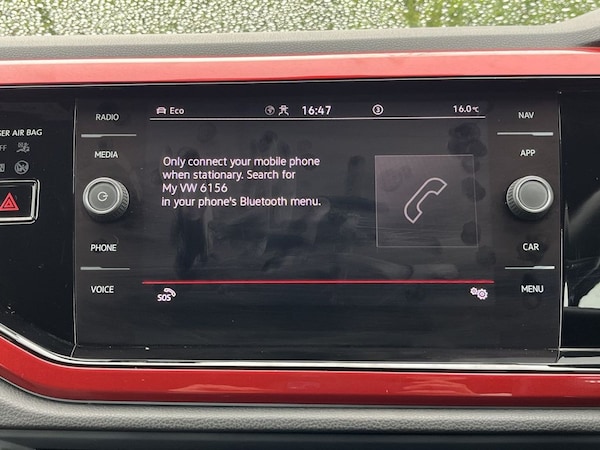 RADIO
MEDIA
PHONE
VOICE
NAV
APP
CAR
MENU
Eco
3
16:47
16.0°C
Only connect your mobile phone
when stationary. Search for
My VW 6156
in your phone's Bluetooth menu.
SOS
AIR BAG